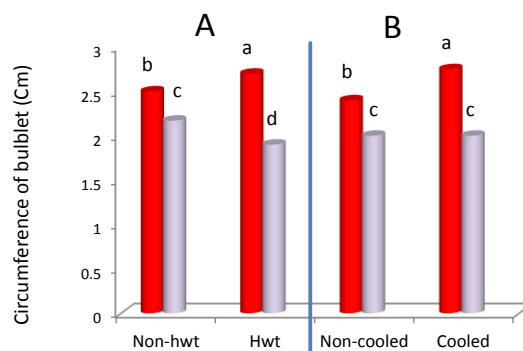 A B
Circumference of bulblet (Cm)
3
2.5
2
1.5
1
0.5
0
b c a d b c a c
Non-hwt Hwt Non-cooled Cooled